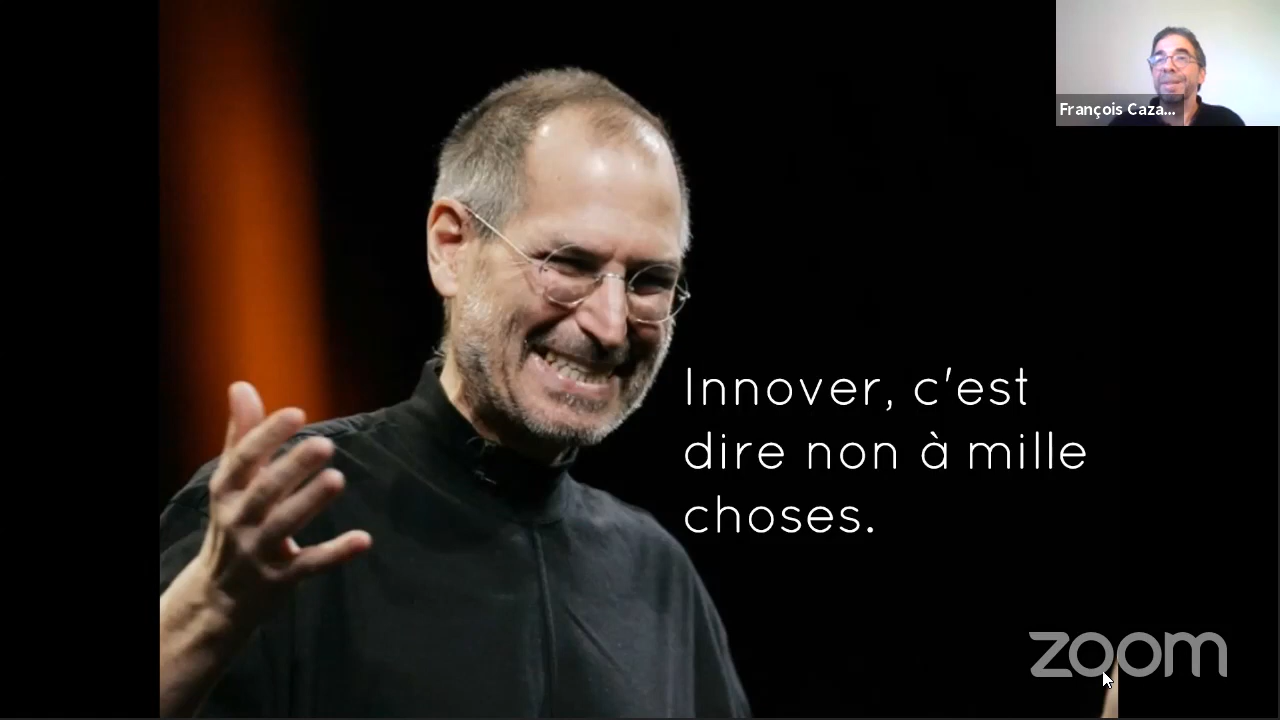 François Caza...
Innover, c'est
dire non à mille
choses.
zoom